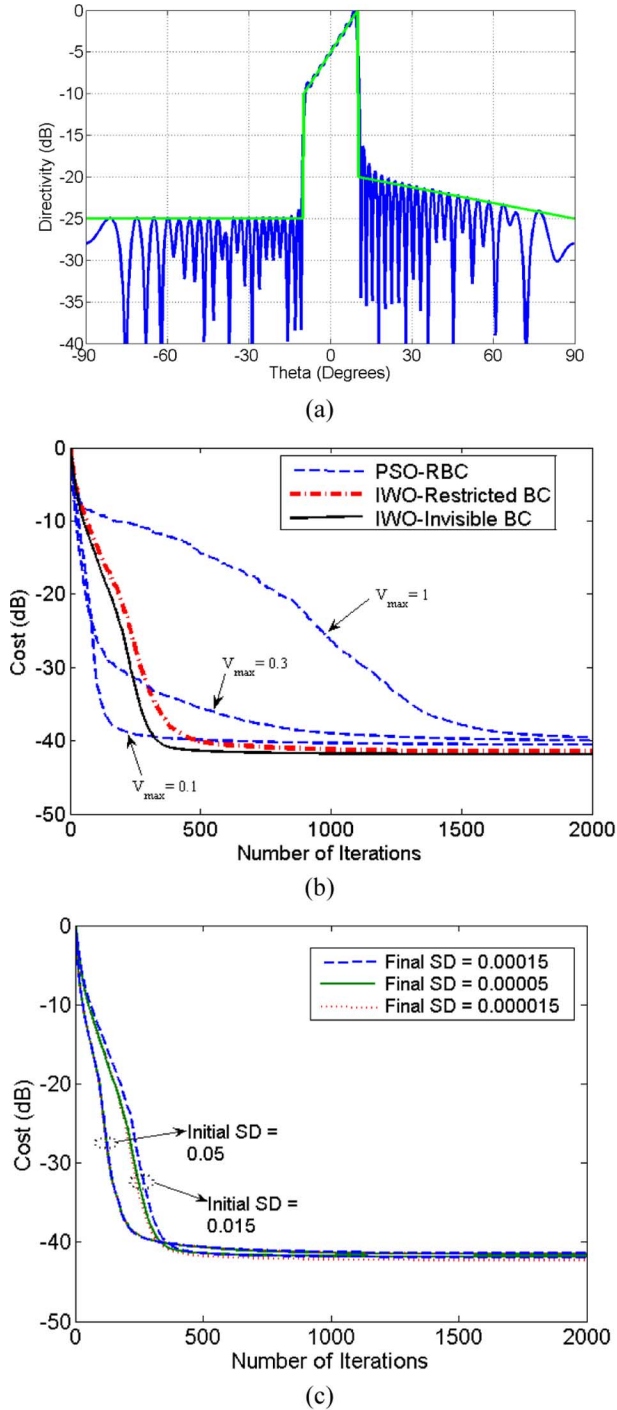 0
-5
-10
-15
-20
-25
-30
-35
-40
Directivity (dB)
-90 -60 -30 0 30 60 90
Theta (Degrees)
(a)
0
-10
-20
-30
-40
-50
Cost (dB)
PSO-RBC
IWO-Restricted BC
IWO-Invisible BC
Vmax= 1
Vmax= 0.3
Vmax= 0.1
0 500 1000 1500 2000
Number of Iterations
(b)
0
-10
-20
-30
-40
-50
Cost (dB)
Final SD = 0.00015
Final SD = 0.00005
Final SD = 0.000015
Initial SD =
0.05
Initial SD =
0.015
0 500 1000 1500 2000
Number of Iterations
(c)